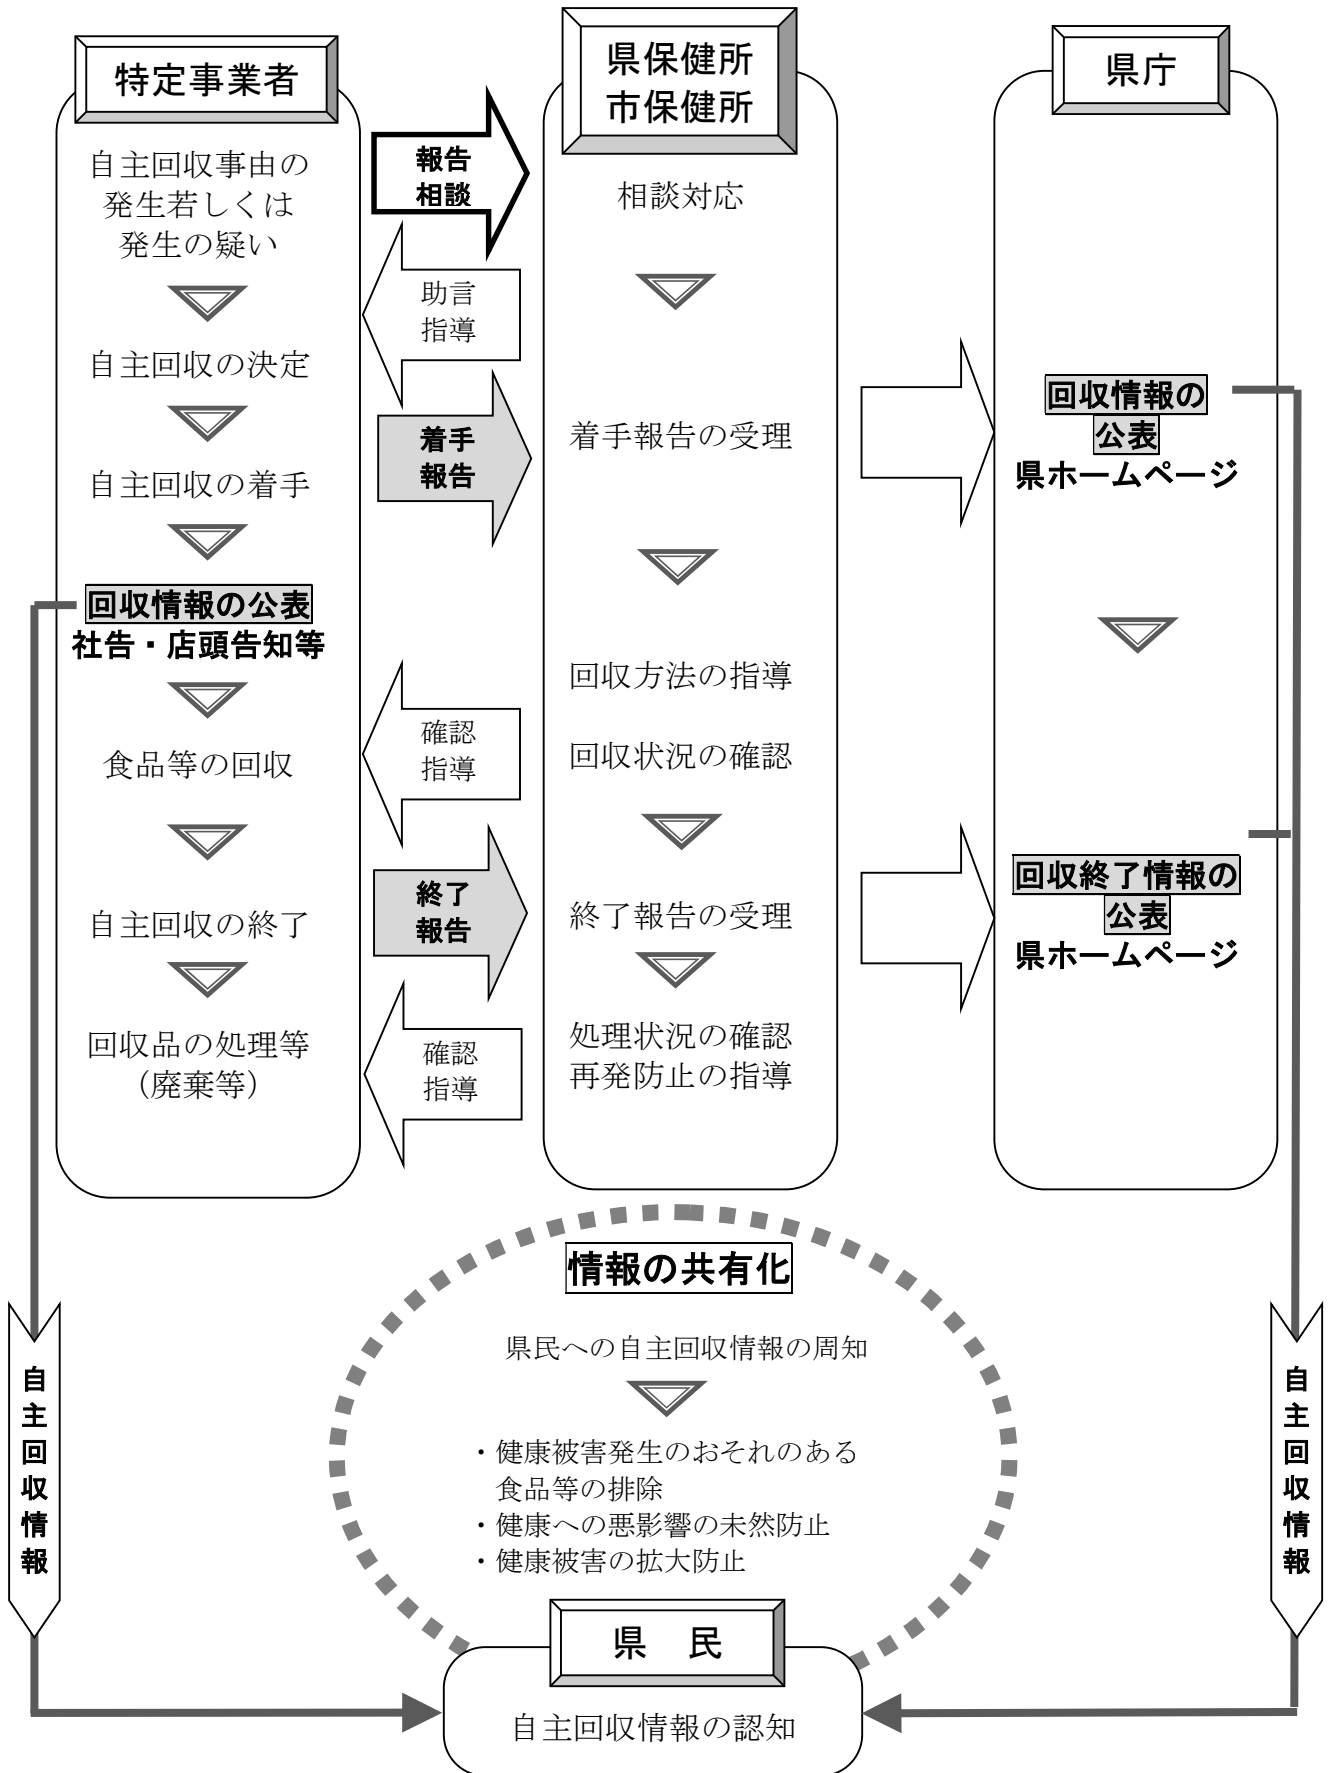 特定事業者
自主回収事由の
発生若しくは
発生の疑い
自主回収の決定
自主回収の着手
回収情報の公表
社告・店頭告知等
食品等の回収
自主回収の終了
回収品の処理等
（廃棄等）
報告
相談
助言
指導
着手
報告
確認
指導
終了
報告
確認
指導
県保健所
市保健所
相談対応
着手報告の受理
回収方法の指導
回収状況の確認
終了報告の受理
処理状況の確認
再発防止の指導
県庁
回収情報の
公表
県ホームページ
回収終了情報の
公表
県ホームページ
自主回収情報
情報の共有化
県民への自主回収情報の周知
・健康被害発生のおそれのある
食品等の排除
・健康への悪影響の未然防止
・健康被害の拡大防止
自主回収情報
県　民
自主回収情報の認知